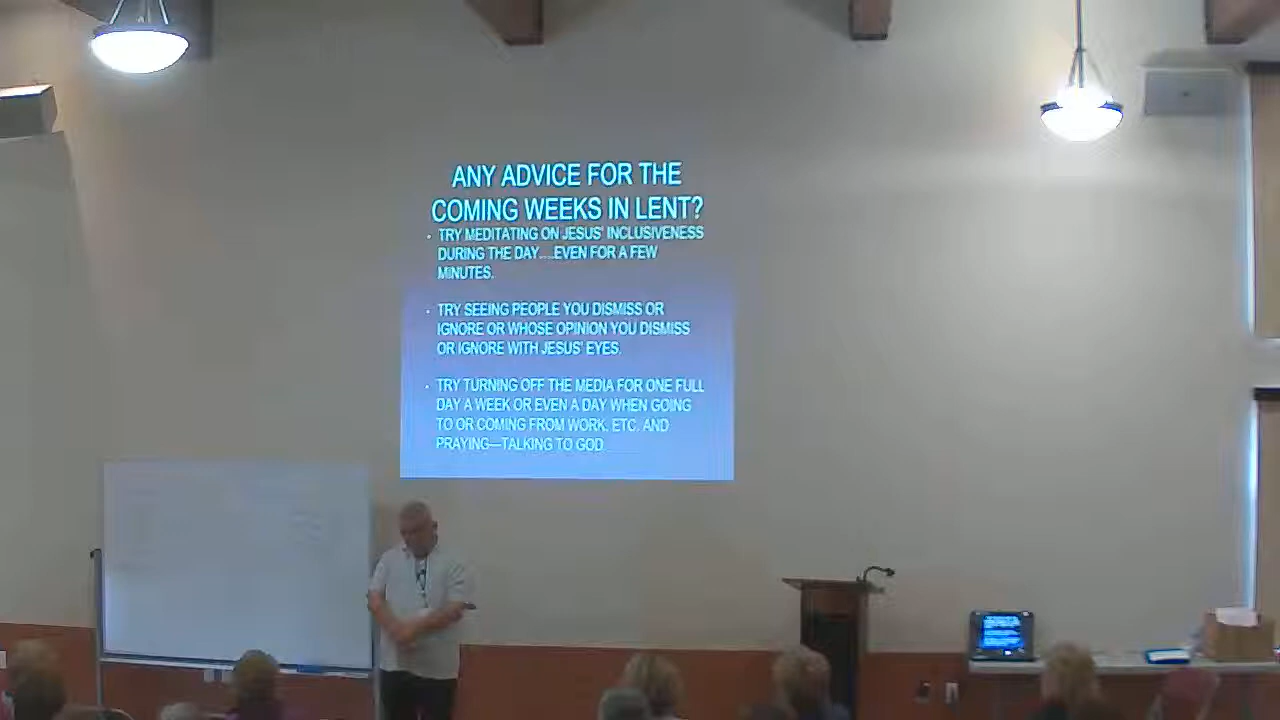 ANY ADVICE FOR THE
COMING WEEKS IN LENT?
• TRY MEDITATING ON JESUS' INCLUSIVENESS
DURING THE DAY....EVEN FOR A FEW
MINUTES.
• TRY SEEING PEOPLE YOU DISMISS OR
IGNORE OR WHOSE OPINION YOU DISMISS
OR IGNORE WITH JESUS' EYES.
• TRY TURNING OFF THE MEDIA FOR ONE FULL
DAY A WEEK OR EVEN A DAY WHEN GOING
TO OR COMING FROM WORK, ETC. AND
PRAYING—TALKING TO GOD